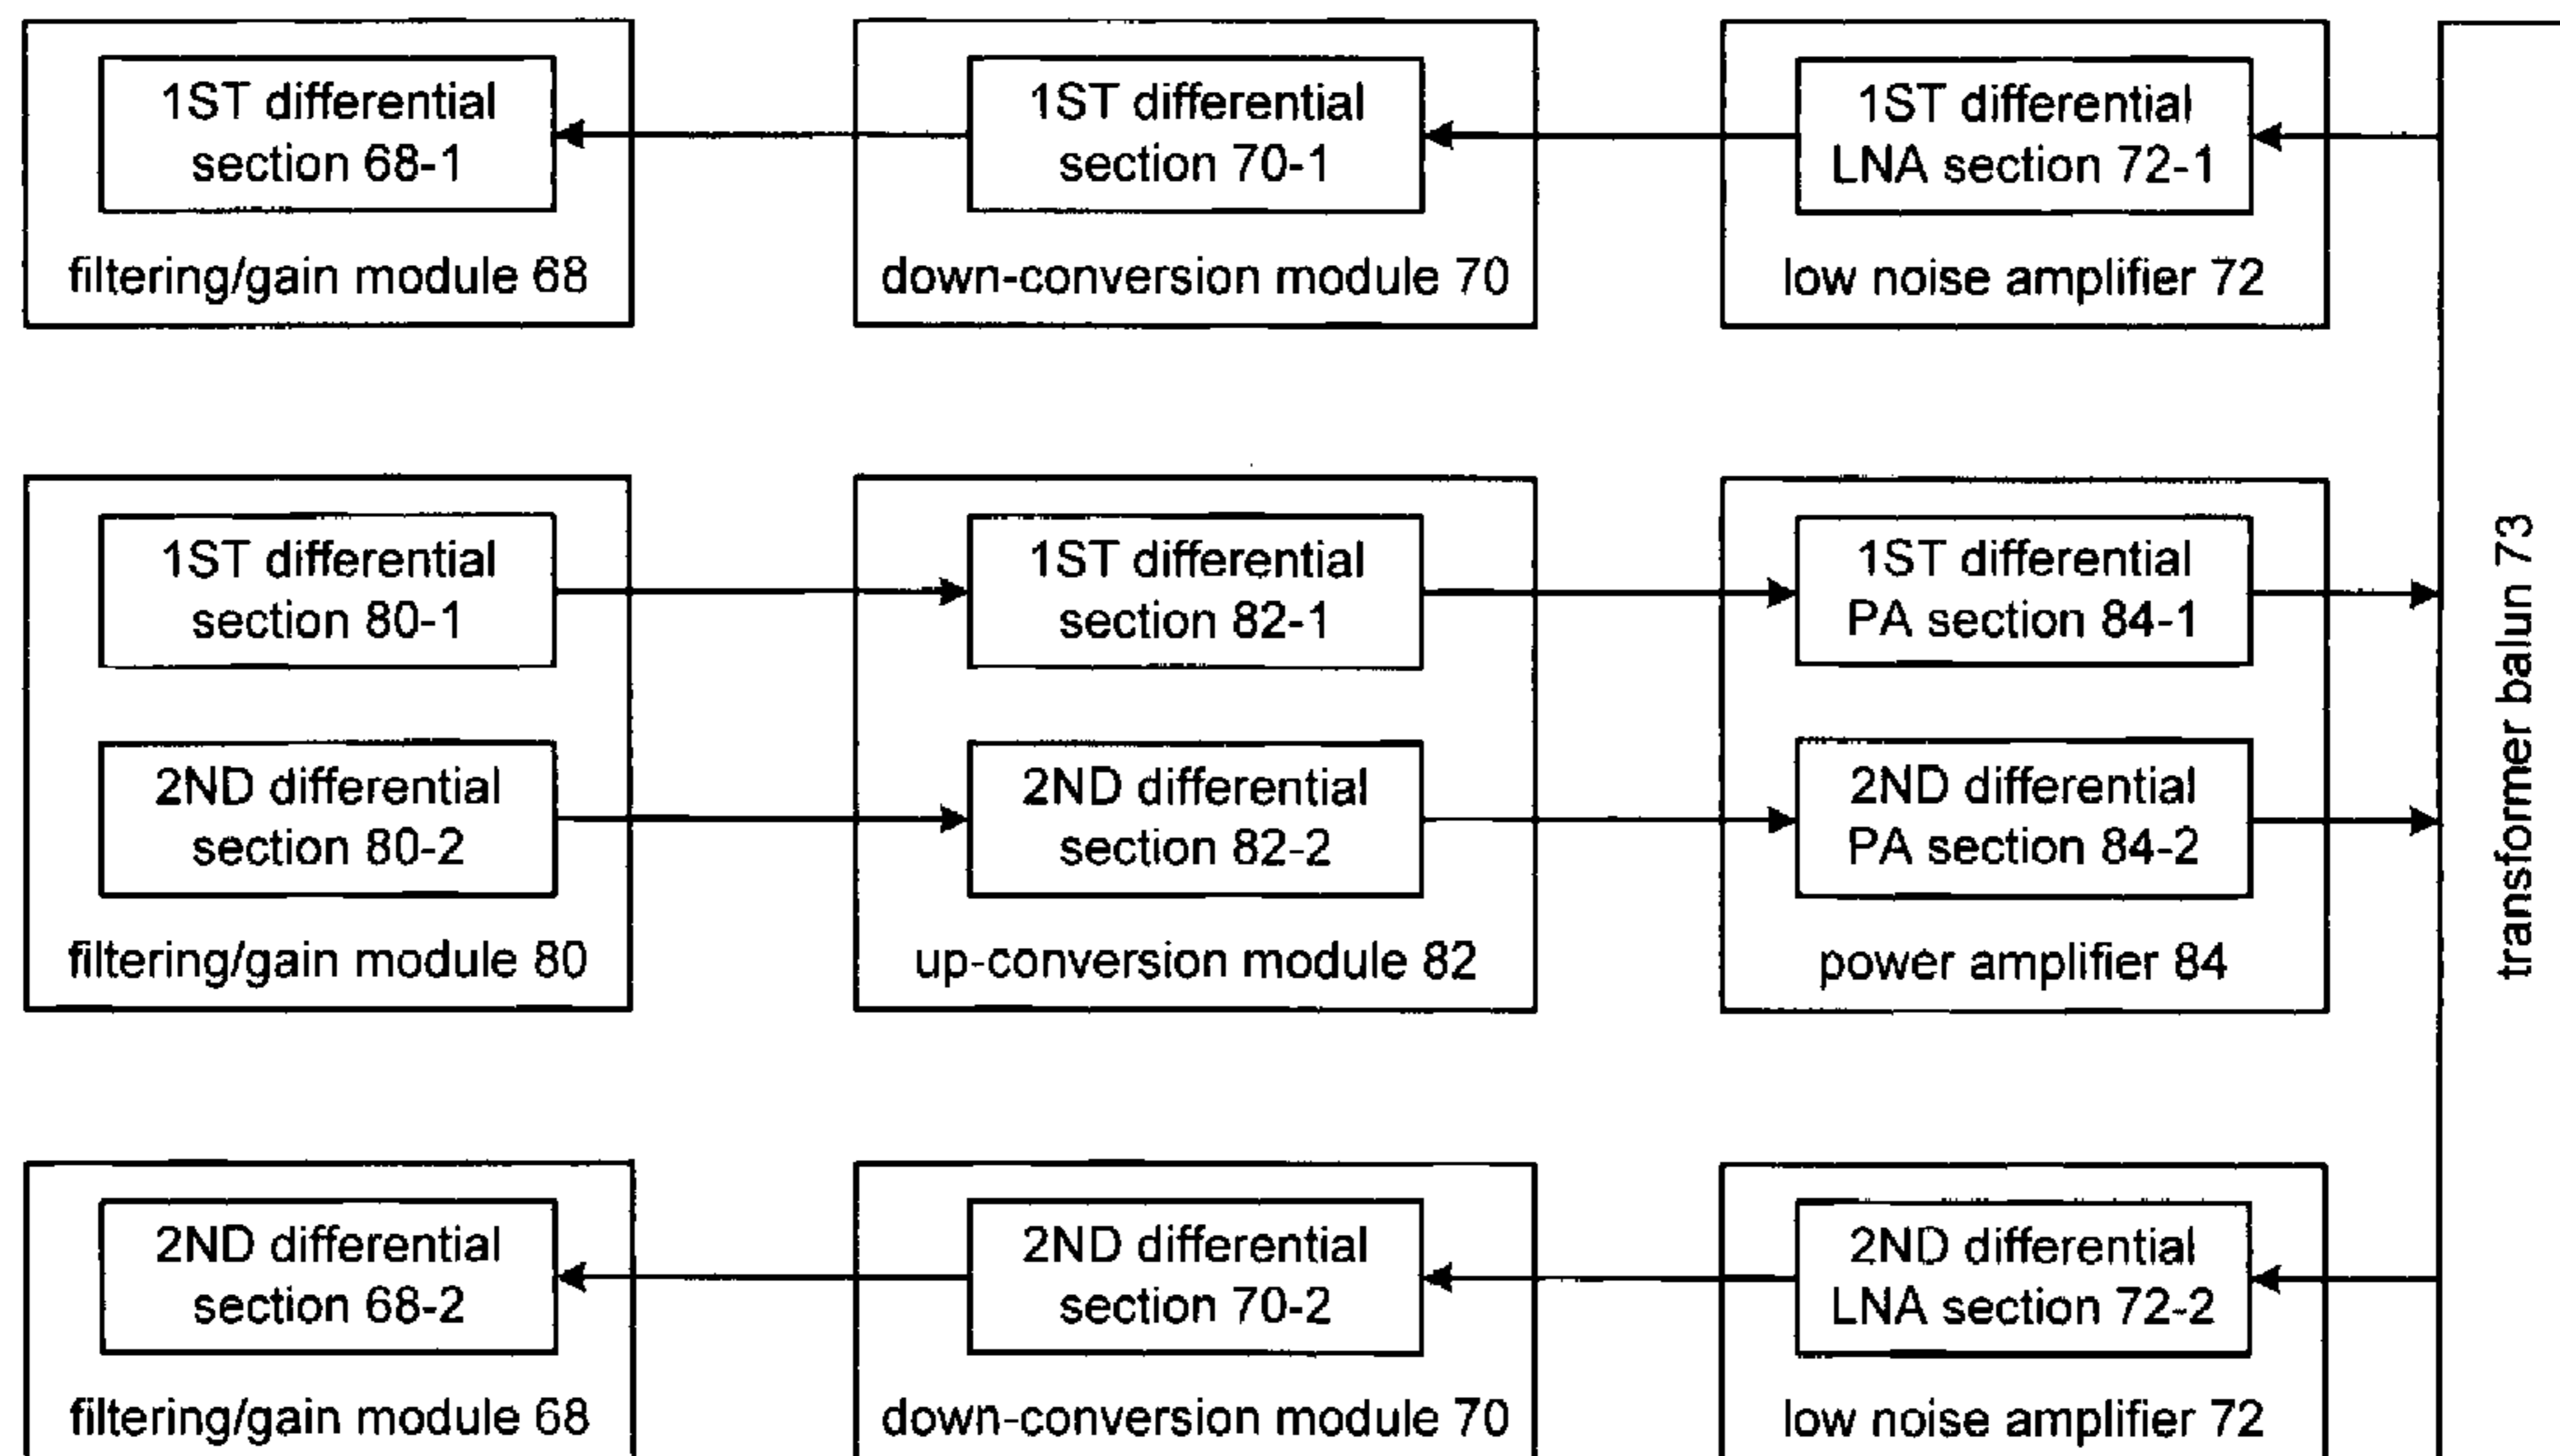 1ST differential
section 68-1
filtering/gain module 68
1ST differential
section 70-1
down-conversion module 70
1ST differential
LNA section 72-1
low noise amplifier 72
1ST differential
section 80-1
2ND differential
section 80-2
filtering/gain module 80
1ST differential
section 82-1
2ND differential
section 82-2
up-conversion module 82
1ST differential
PA section 84-1
2ND differential
PA section 84-2
power amplifier 84
transformer balun 73
2ND differential
section 68-2
filtering/gain module 68
2ND differential
section 70-2
down-conversion module 70
2ND differential
LNA section 72-2
low noise amplifier 72